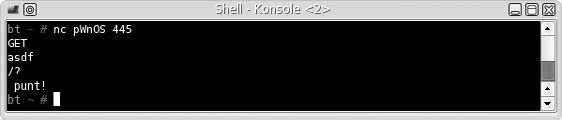 Shell - Konsole <2>
bt ~ # nc pWnOS 445
GET
asdf
/?
 punt!
bt ~ #